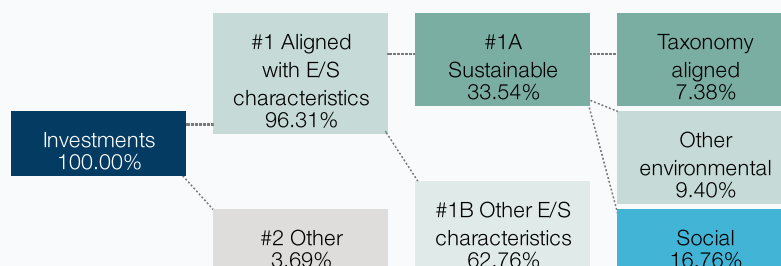 Investments
100.00%
#1 Aligned
with E/S
characteristics
96.31%
#2 Other
3.69%
#1A
Sustainable
33.54%
#1B Other E/S
characteristics
62.76%
Taxonomy
aligned
7.38%
Other
environmental
9.40%
Social
16.76%